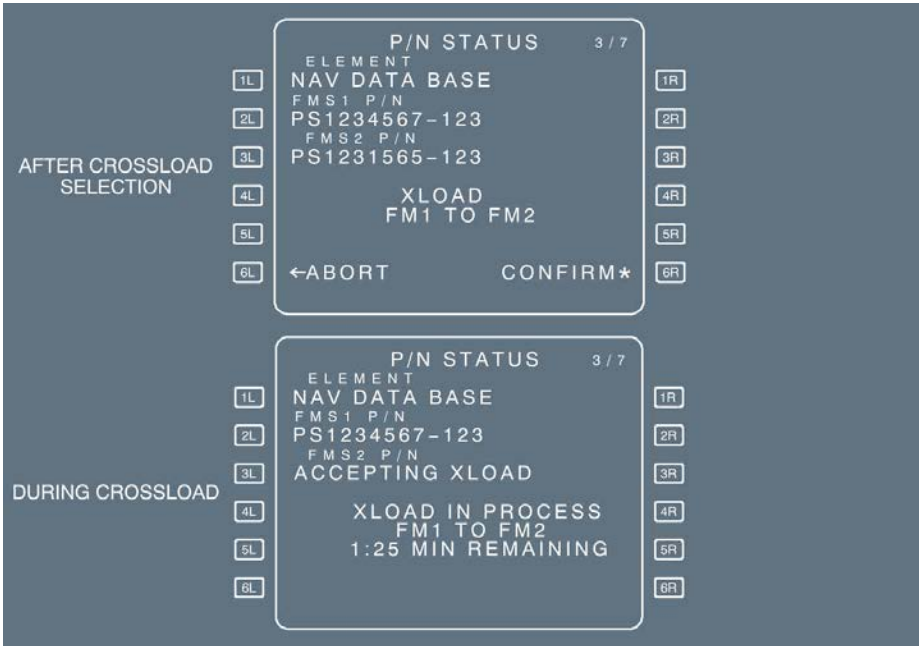 P/N STATUS 3/7
ELEMENT
1L NAV DATA BASE 1R
FMS1 P/N
2L PS1234567-123 2R
FMS2 P/N
3L PS1231565-123 3R
AFTER CROSSLOAD
SELECTION
4L XLOAD 4R
FM1 TO FM2
5L 5R
6L ←ABORT CONFIRM* 6R
P/N STATUS 3/7
ELEMENT
1L NAV DATA BASE 1R
FMS1 P/N
2L PS1234567-123 2R
FMS2 P/N
3L ACCEPTING XLOAD 3R
DURING CROSSLOAD
4L XLOAD IN PROCESS 4R
FM1 TO FM2
5L 1:25 MIN REMAINING 5R
6L 6R